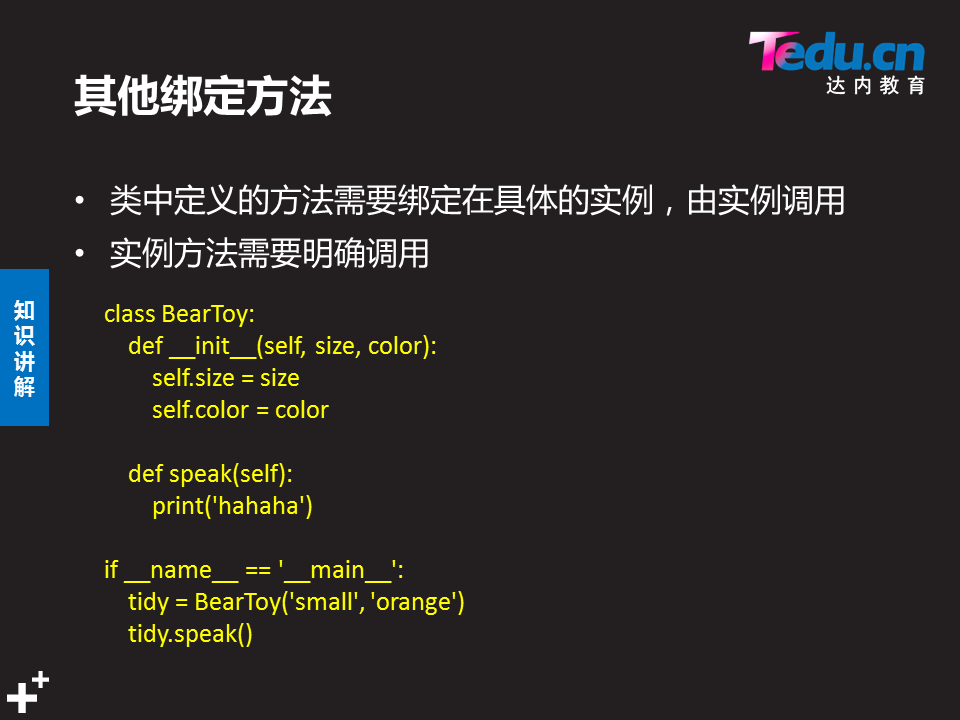 Tedu.cn
达内教育
其他绑定方法
• 类中定义的方法需要绑定在具体的实例，由实例调用
• 实例方法需要明确调用
知识讲解
class BearToy:
    def __init__(self, size, color):
        self.size = size
        self.color = color
    def speak(self):
        print('hahaha')
if __name__ == '__main__':
    tidy = BearToy('small', 'orange')
    tidy.speak()